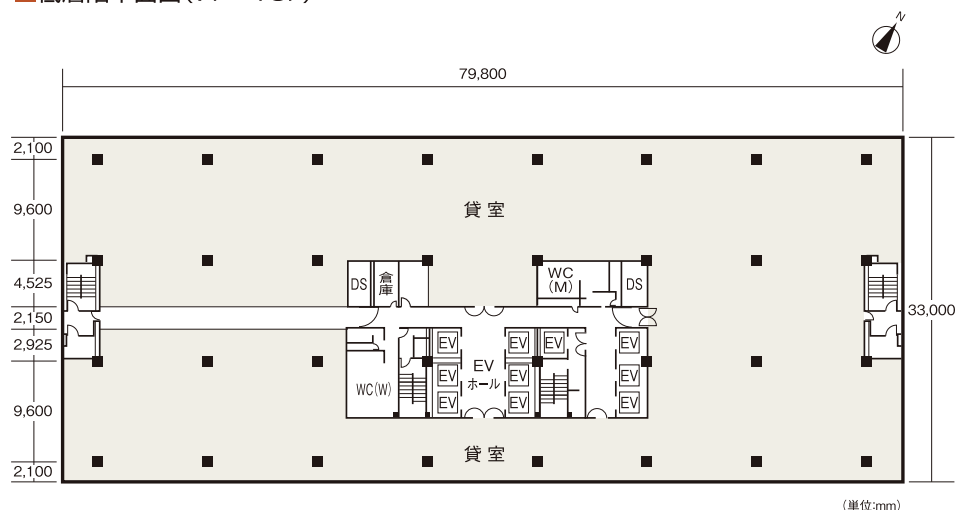 N
79,800
2,100
9,600
貸室
4,525
DS
倉庫
WC
(M)
DS
2,150
33,000
2,925
EV
EV
EV
EV
EV
ホール
EV
EV
EV
WC(W)
EV
EV
EV
9,600
貸室
2,100
(単位:mm)